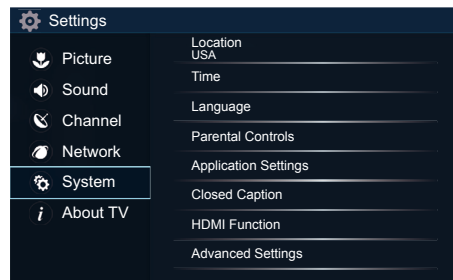 Settings
Picture
Sound
Channel
Network
System
About TV
Location
USA
Time
Language
Parental Controls
Application Settings
Closed Caption
HDMI Function
Advanced Settings